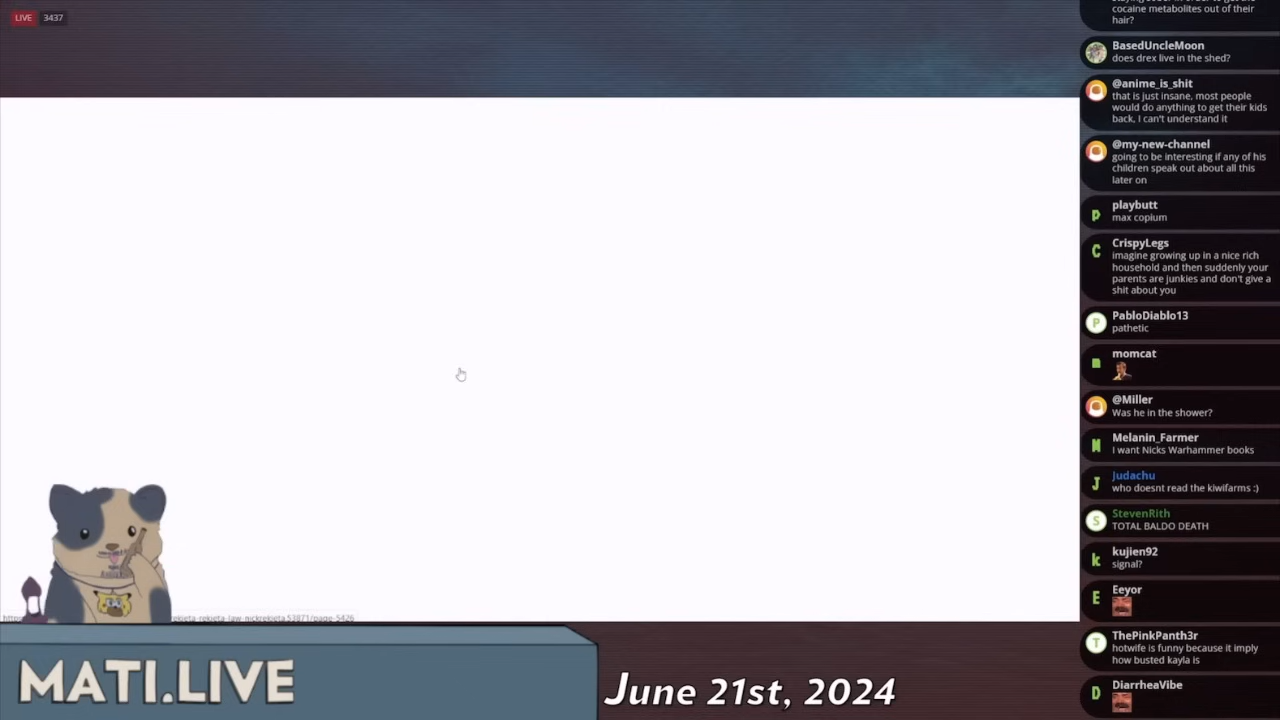 LIVE 3437
cocaine metabolites out of their
hair?
BasedUncleMoon
does drex live in the shed?
@anime_is_shit
that is just insane, most people
would do anything to get their kids
back, I can't understand it
@my-new-channel
going to be interesting if any of his
children speak out about all this
later on
playbutt
max copium
CrispyLegs
imagine growing up in a nice rich
household and then suddenly your
parents are junkies and don't give a
shit about you
PabloDiablo13
pathetic
momcat
@Miller
Was he in the shower?
Melanin_Farmer
I want Nicks Warhammer books
Judachu
who doesnt read the kiwifarms :)
StevenRith
TOTAL BALDO DEATH
kujien92
signal?
Eeyor
ThePinkPanth3r
hotwife is funny because it imply
how busted kayla is
DiarrheaVibe
MATI.LIVE
June 21st, 2024